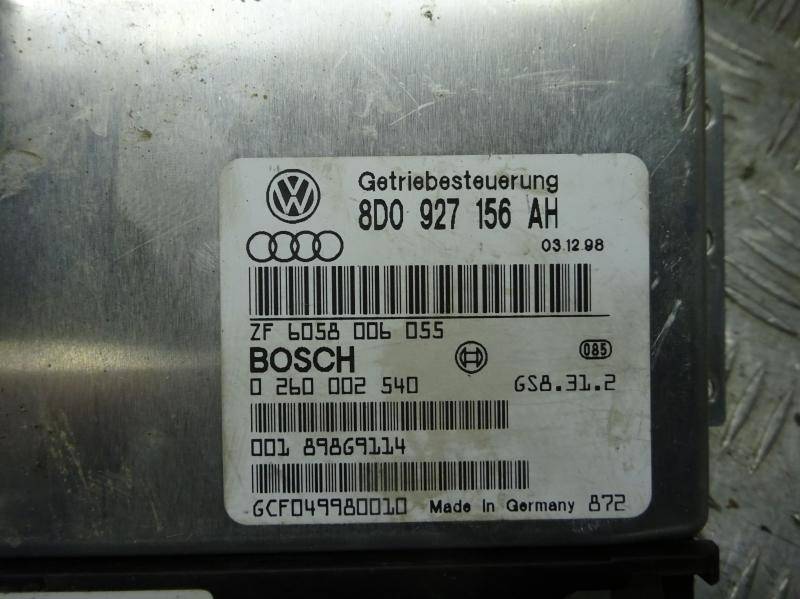 Getriebesteuerung
8D0 927 156 AH
03.12.98
ZF 6058 006 055
BOSCH
085
0 260 002 540 GS8.31.2
001 89869114
GCF049980010 Made In Germany 872